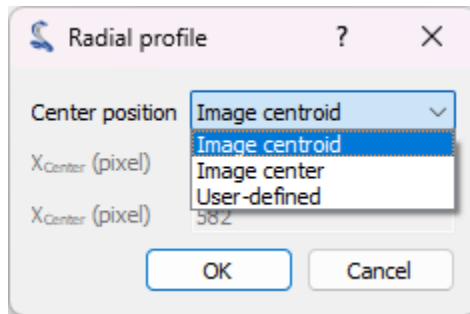 Radial profile ? ×
Center position Image centroid
Image centroid
XCenter (pixel)
Image center
User-defined
XCenter (pixel) 582
OK Cancel